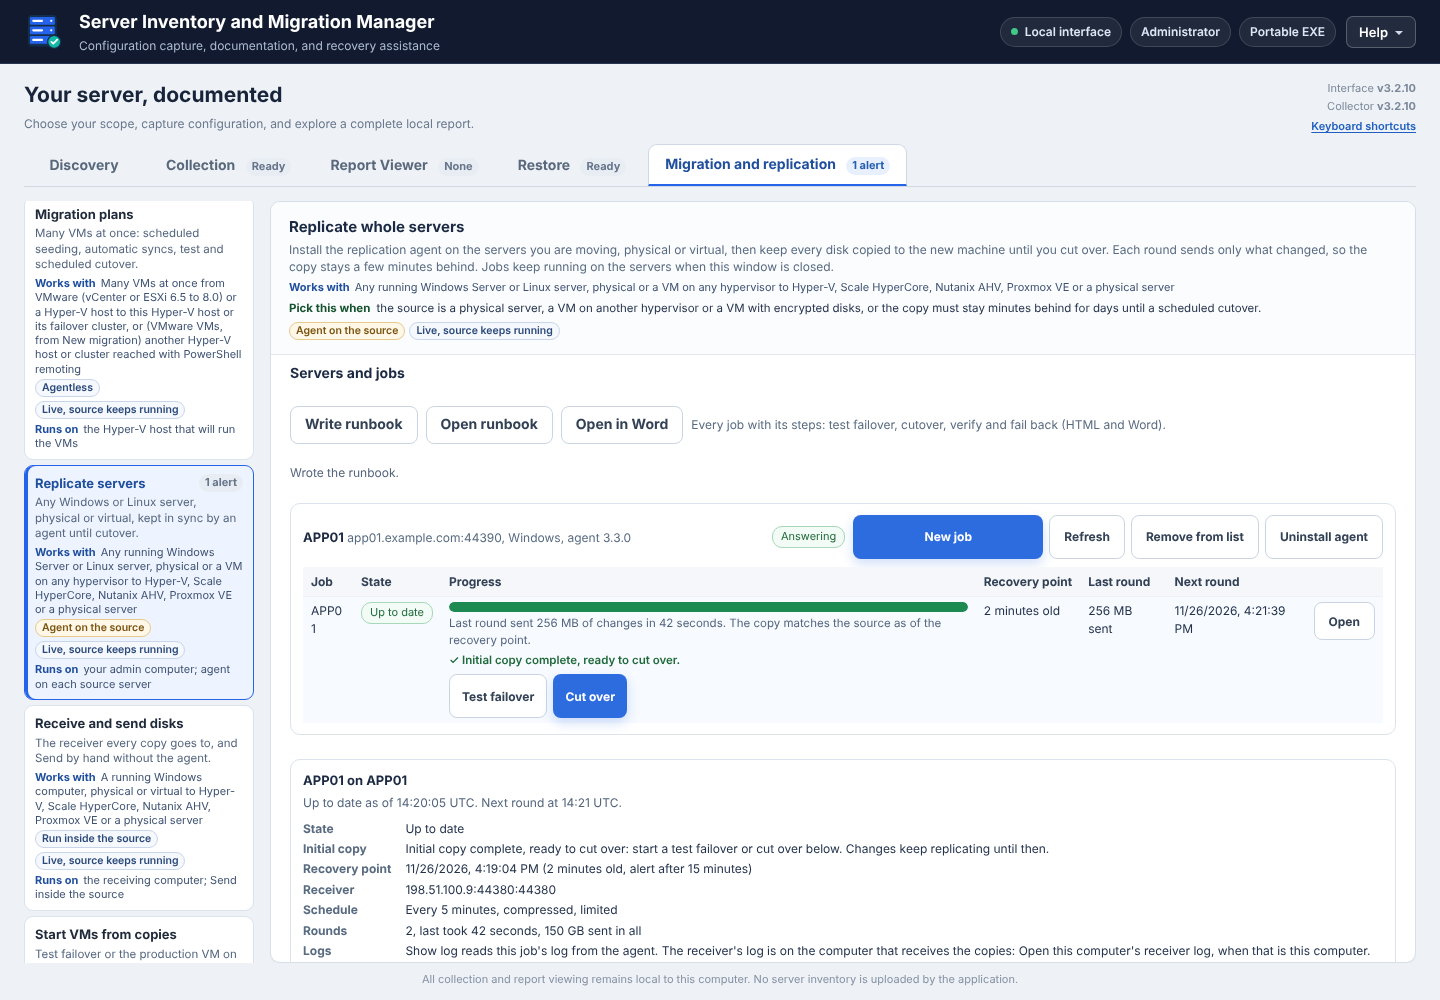 Server Inventory and Migration Manager
Configuration capture, documentation, and recovery assistance
Local interface
Administrator
Portable EXE
Help
Your server, documented
Choose your scope, capture configuration, and explore a complete local report.
Interface v3.2.10
Collector v3.2.10
Keyboard shortcuts
Discovery
Collection Ready
Report Viewer None
Restore Ready
Migration and replication 1 alert
Migration plans
Many VMs at once: scheduled
seeding, automatic syncs, test and
scheduled cutover.
Works with Many VMs at once from
VMware (vCenter or ESXi 6.5 to 8.0) or
a Hyper-V host to this Hyper-V host or
its failover cluster, or (VMware VMs,
from New migration) another Hyper-V
host or cluster reached with PowerShell
remoting
Agentless
Live, source keeps running
Runs on the Hyper-V host that will run
the VMs
Replicate servers 1 alert
Any Windows or Linux server,
physical or virtual, kept in sync by an
agent until cutover.
Works with Any running Windows
Server or Linux server, physical or a VM
on any hypervisor to Hyper-V, Scale
HyperCore, Nutanix AHV, Proxmox VE
or a physical server
Agent on the source
Live, source keeps running
Runs on your admin computer; agent
on each source server
Receive and send disks
The receiver every copy goes to, and
Send by hand without the agent.
Works with A running Windows
computer, physical or virtual to Hyper-
V, Scale HyperCore, Nutanix AHV,
Proxmox VE or a physical server
Run inside the source
Live, source keeps running
Runs on the receiving computer; Send
inside the source
Start VMs from copies
Test failover or the production VM on
Replicate whole servers
Install the replication agent on the servers you are moving, physical or virtual, then keep every disk copied to the new machine until you cut over. Each round sends only what changed, so the
copy stays a few minutes behind. Jobs keep running on the servers when this window is closed.
Works with Any running Windows Server or Linux server, physical or a VM on any hypervisor to Hyper-V, Scale HyperCore, Nutanix AHV, Proxmox VE or a physical server
Pick this when the source is a physical server, a VM on another hypervisor or a VM with encrypted disks, or the copy must stay minutes behind for days until a scheduled cutover.
Agent on the source
Live, source keeps running
Servers and jobs
Write runbook
Open runbook
Open in Word
Every job with its steps: test failover, cutover, verify and fail back (HTML and Word).
Wrote the runbook.
APP01 app01.example.com:44390, Windows, agent 3.3.0
Answering
New job
Refresh
Remove from list
Uninstall agent
Job State Progress Recovery point Last round Next round
APP0
1
Up to date
Last round sent 256 MB of changes in 42 seconds. The copy matches the source as of the
recovery point.
✓ Initial copy complete, ready to cut over.
Test failover
Cut over
2 minutes old
256 MB
sent
11/26/2026, 4:21:39
PM
Open
APP01 on APP01
Up to date as of 14:20:05 UTC. Next round at 14:21 UTC.
State Up to date
Initial copy Initial copy complete, ready to cut over: start a test failover or cut over below. Changes keep replicating until then.
Recovery point 11/26/2026, 4:19:04 PM (2 minutes old, alert after 15 minutes)
Receiver 198.51.100.9:44380:44380
Schedule Every 5 minutes, compressed, limited
Rounds 2, last took 42 seconds, 150 GB sent in all
Logs Show log reads this job's log from the agent. The receiver's log is on the computer that receives the copies: Open this computer's receiver log, when that is this computer.
All collection and report viewing remains local to this computer. No server inventory is uploaded by the application.